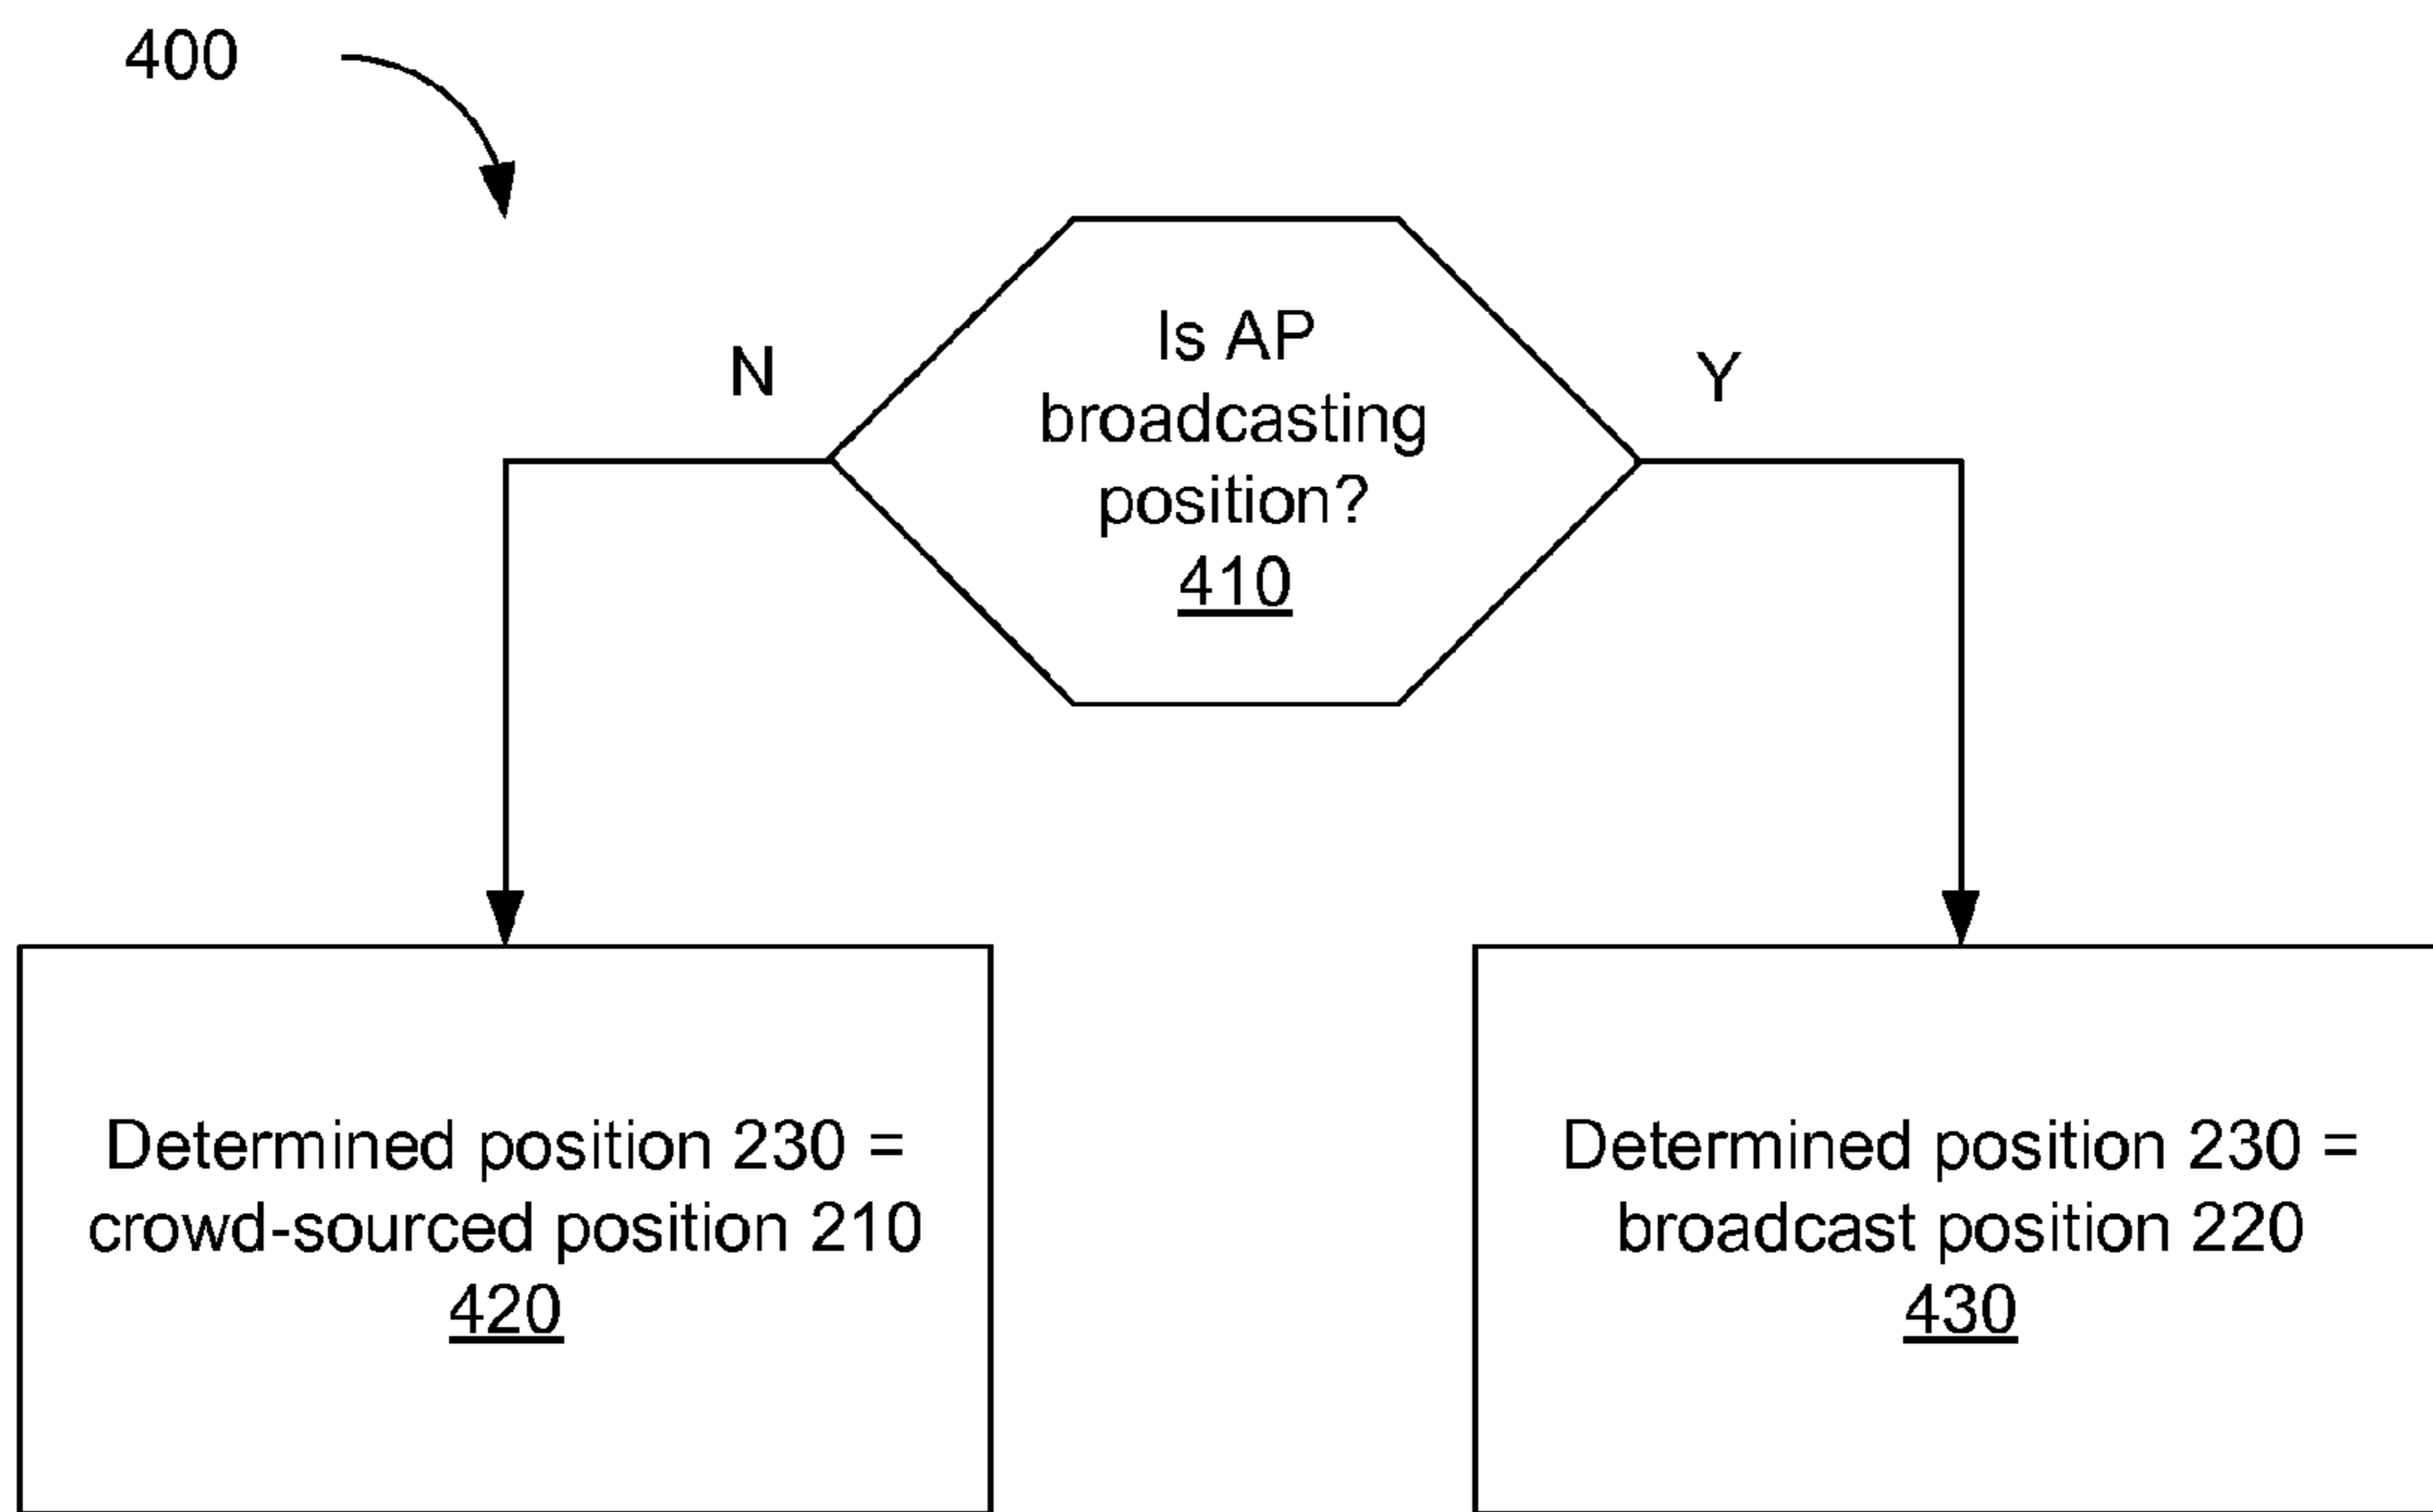 400
Is AP
broadcasting
position?
410
N
Y
Determined position 230 =
crowd-sourced position 210
420
Determined position 230 =
broadcast position 220
430